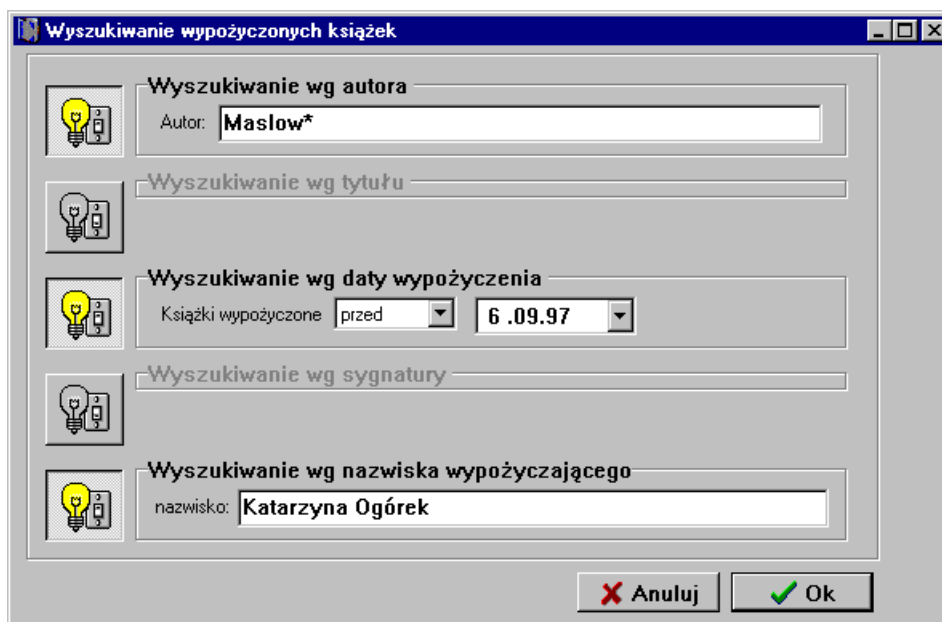 Wyszukiwanie wypożyczonych książek
Wyszukiwanie wg autora
Autor: Maslow*
Wyszukiwanie wg tytułu
Wyszukiwanie wg daty wypożyczenia
Książki wypożyczone przed 6 .09.97
Wyszukiwanie wg sygnatury
Wyszukiwanie wg nazwiska wypożyczającego
nazwisko: Katarzyna Ogórek
Anuluj Ok